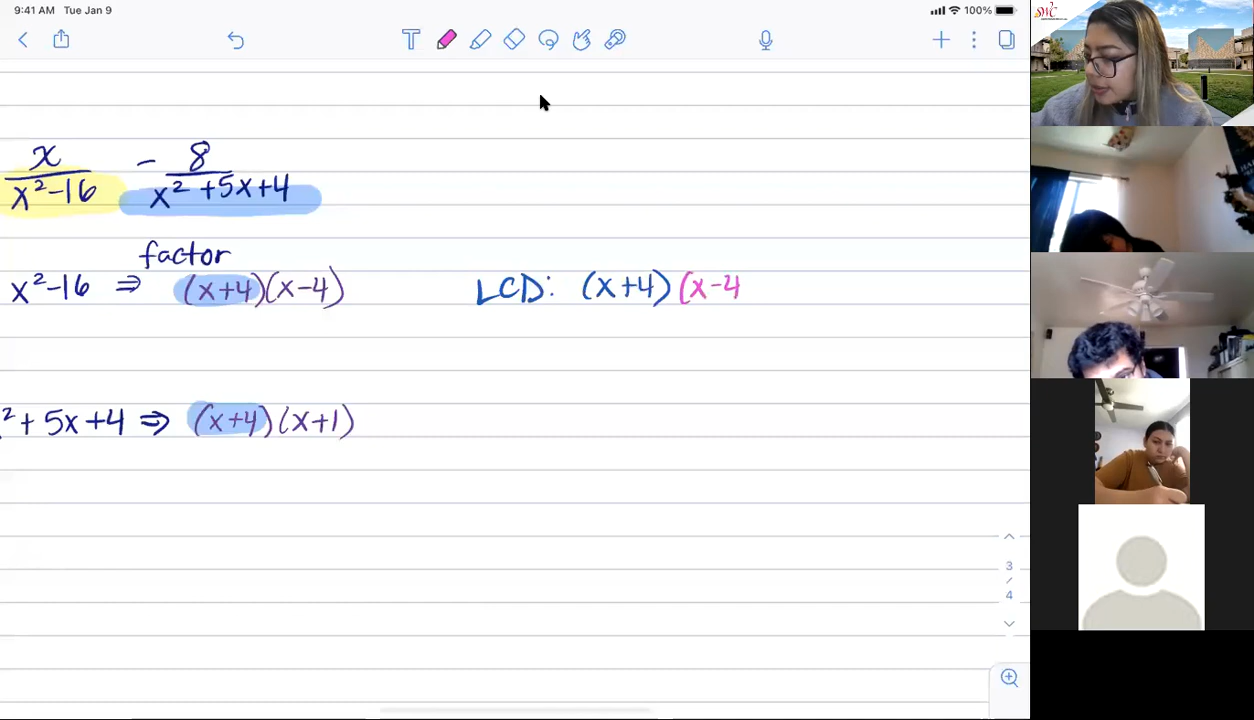 9:41 AM Tue Jan 9
100%
SWC
x/(x²-16) - 8/(x²+5x+4)
factor
x²-16 ⇒ (x+4)(x-4)
LCD: (x+4)(x-4
²+5x+4 ⇒ (x+4)(x+1)
3
/
4